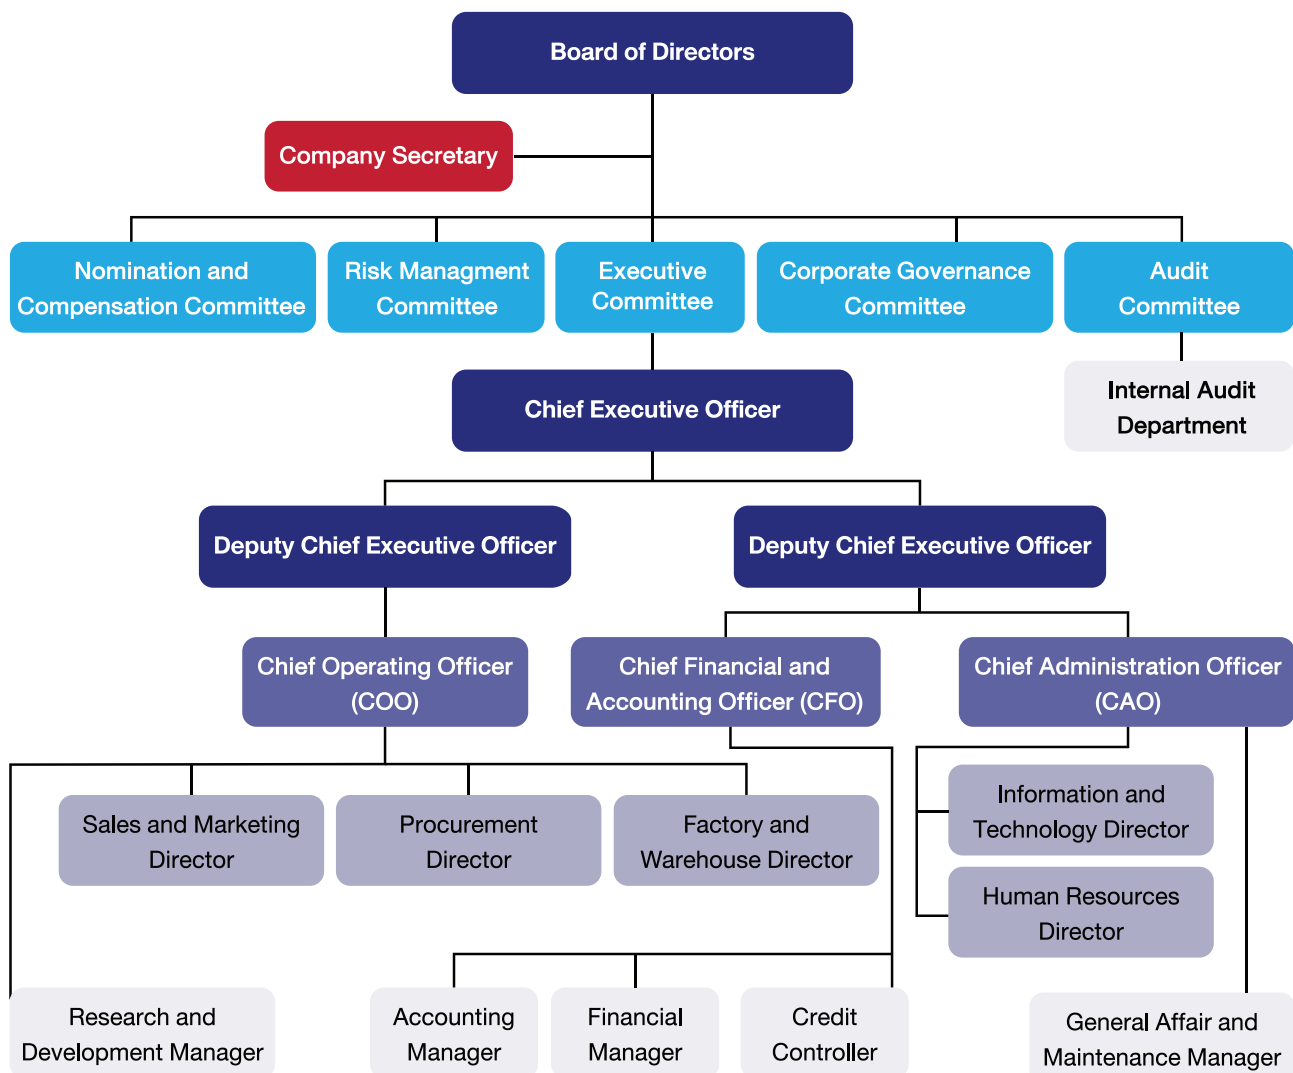 Board of Directors
Company Secretary
Nomination and
Compensation Committee
Risk Managment
Committee
Executive
Committee
Corporate Governance
Committee
Audit
Committee
Chief Executive Officer
Internal Audit
Department
Deputy Chief Executive Officer
Deputy Chief Executive Officer
Chief Operating Officer
(COO)
Chief Financial and
Accounting Officer (CFO)
Chief Administration Officer
(CAO)
Sales and Marketing
Director
Procurement
Director
Factory and
Warehouse Director
Information and
Technology Director
Human Resources
Director
Research and
Development Manager
Accounting
Manager
Financial
Manager
Credit
Controller
General Affair and
Maintenance Manager